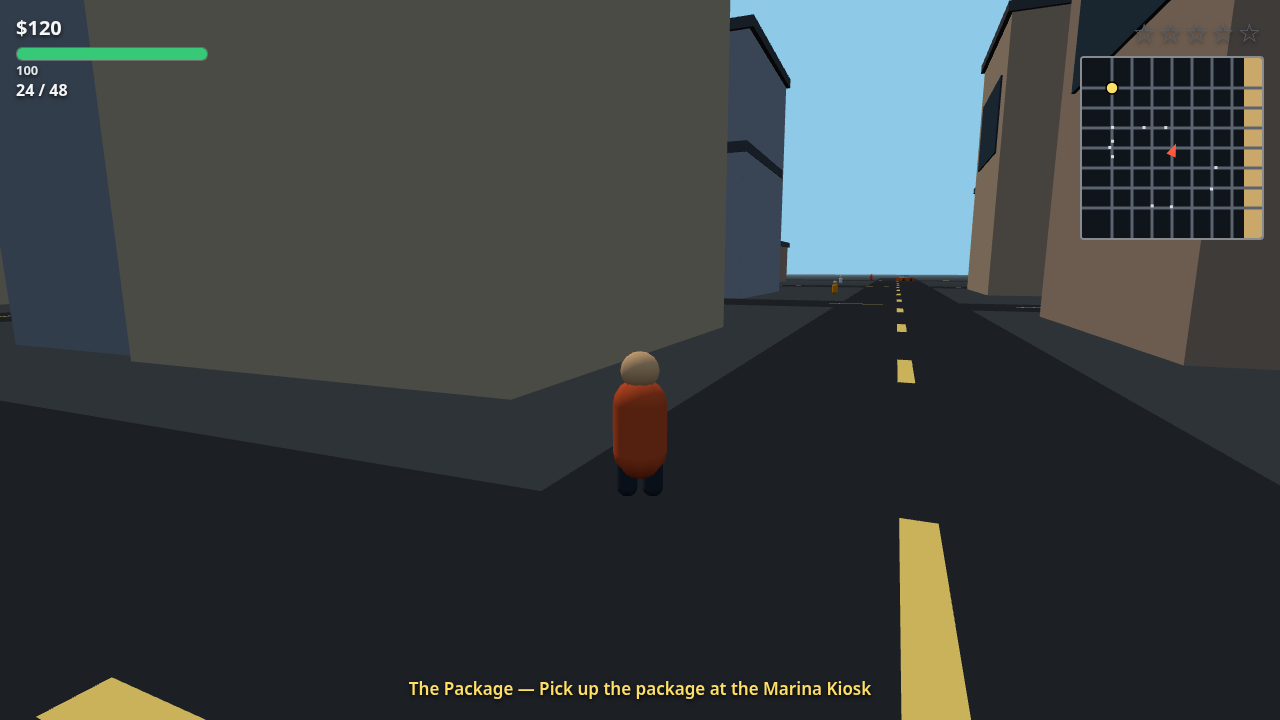 $120
100
24 / 48
The Package — Pick up the package at the Marina Kiosk